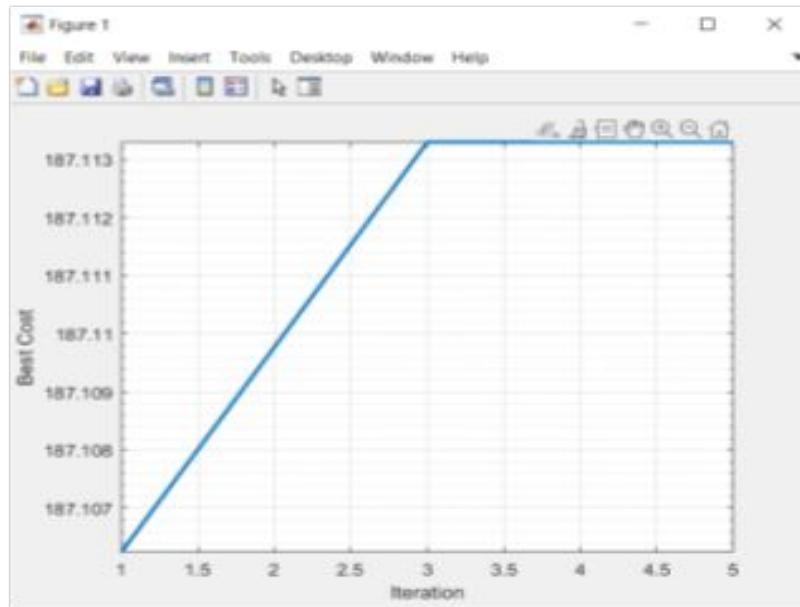 Figure 1
File Edit View Insert Tools Desktop Window Help
187.113
187.112
187.111
187.11
187.109
187.108
187.107
Best Cost
1 1.5 2 2.5 3 3.5 4 4.5 5
Iteration